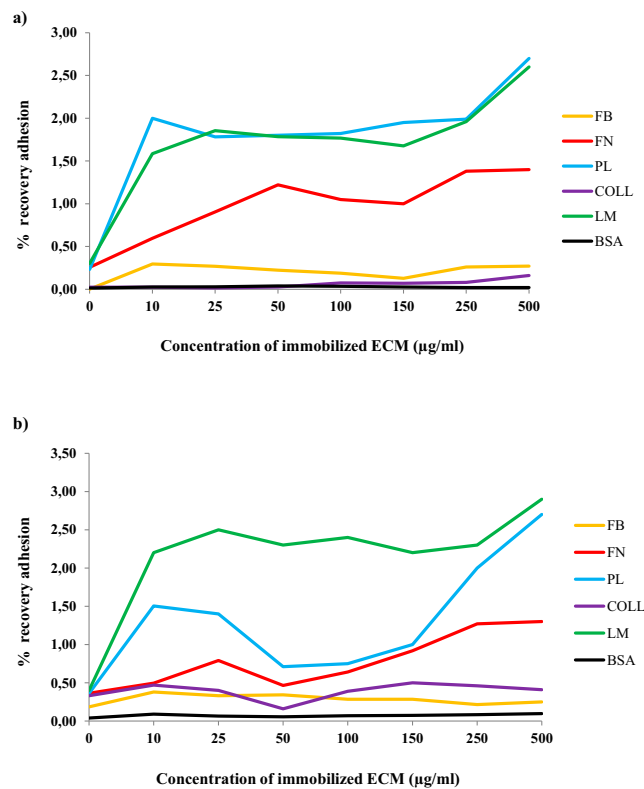 a)
3,00
2,50
2,00
1,50
1,00
0,50
0,00
% recovery adhesion
0 10 25 50 100 150 250 500
Concentration of immobilized ECM (µg/ml)
FB
FN
PL
COLL
LM
BSA
b)
3,50
3,00
2,50
2,00
1,50
1,00
0,50
0,00
% recovery adhesion
0 10 25 50 100 150 250 500
Concentration of immobilized ECM (µg/ml)
FB
FN
PL
COLL
LM
BSA